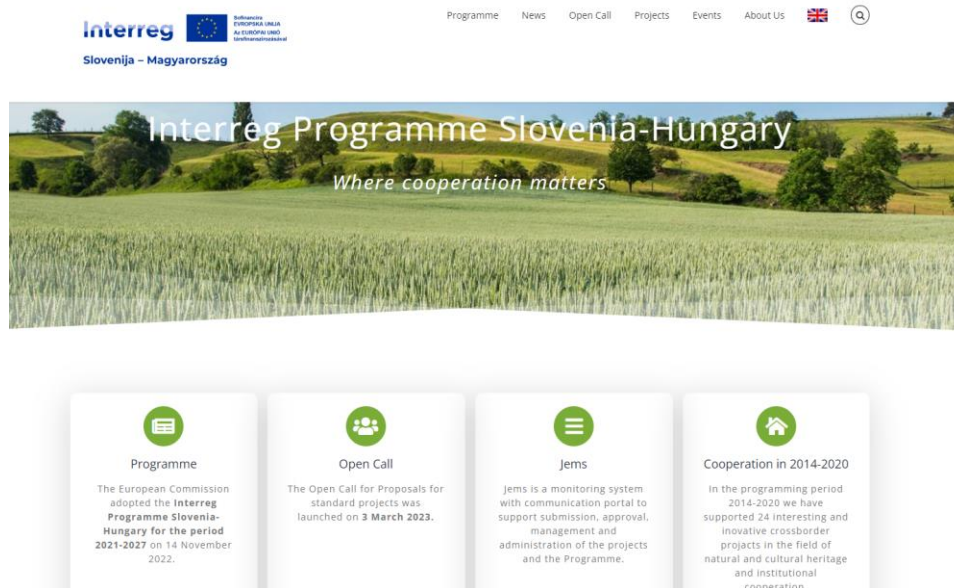 Interreg
Sofinancira
EVROPSKA UNIJA
Az EURÓPAI UNIÓ
társfinanszírozásával
Slovenija – Magyarország
Programme News Open Call Projects Events About Us
Interreg Programme Slovenia-Hungary
Where cooperation matters
Programme
The European Commission
adopted the Interreg
Programme Slovenia-
Hungary for the period
2021-2027 on 14 November
2022.
Open Call
The Open Call for Proposals for
standard projects was
launched on 3 March 2023.
Jems
Jems is a monitoring system
with communication portal to
support submission, approval,
management and
administration of the projects
and the Programme.
Cooperation in 2014-2020
In the programming period
2014-2020 we have
supported 24 interesting and
inovative crossborder
projects in the field of
natural and cultural heritage
and institutional
cooperation